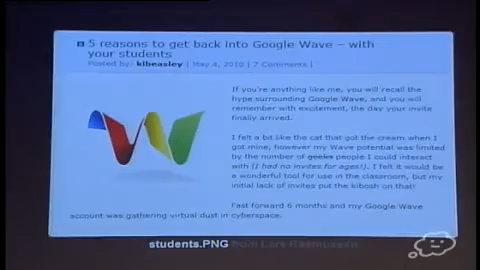 5 reasons to get back into Google Wave – with
your students
Posted by: kibeasley | May 4, 2010 | 7 Comments |
If you're anything like me, you will recall the
hype surrounding Google Wave, and you will
remember with excitement, the day your invite
finally arrived.
I felt a bit like the cat that got the cream when I
got mine, however my Wave potential was limited
by the number of geeks people I could interact
with (I had no invites for ages!). I felt it would be
a wonderful tool for use in the classroom, but my
initial lack of invites put the kibosh on that!
Fast forward 6 months and my Google Wave
account was gathering virtual dust in cyberspace.
students.PNG from Lars Rasmussen